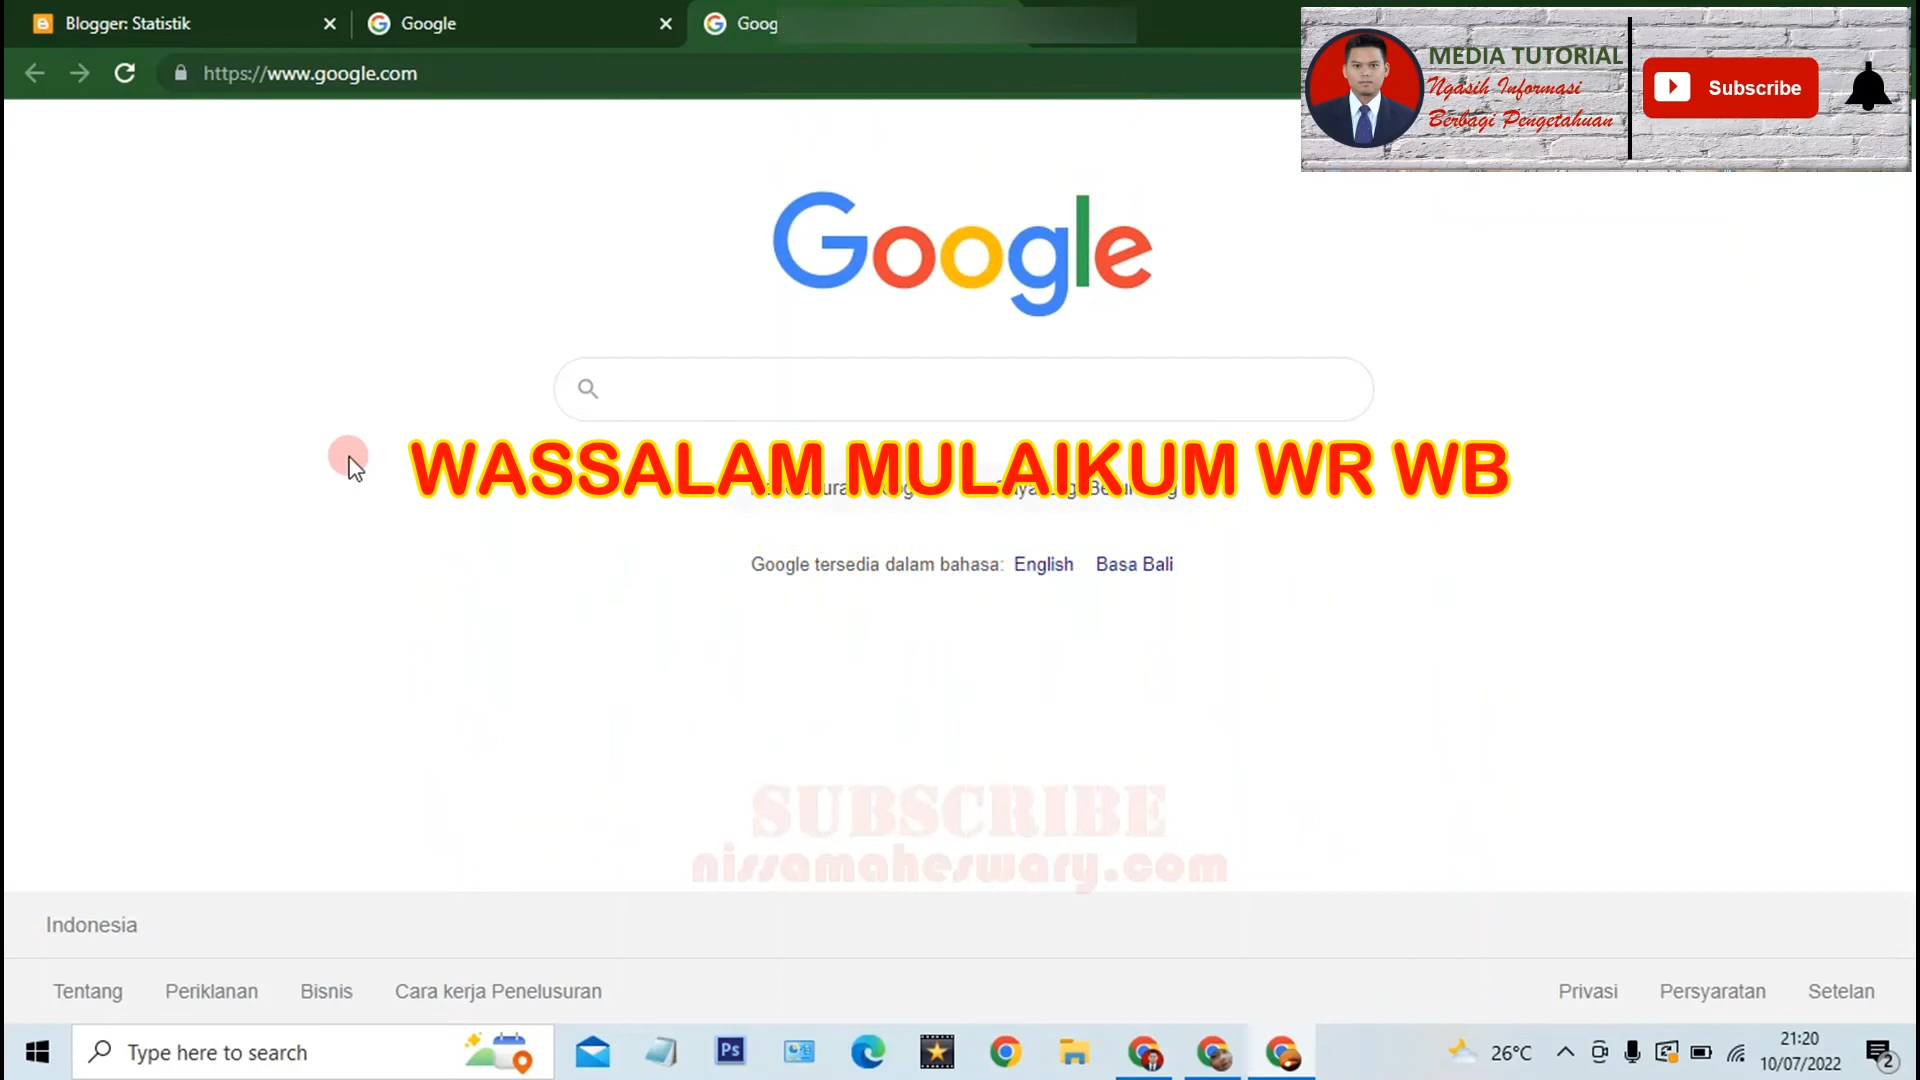 Blogger: Statistik
Google
Goog
https://www.google.com
MEDIA TUTORIAL
Ngasih Informasi
Berbagi Pengetahuan
Subscribe
Google
WASSALAM MULAIKUM WR WB
Google tersedia dalam bahasa: English Basa Bali
SUBSCRIBE
nissamaheswary.com
Indonesia
Tentang Periklanan Bisnis Cara kerja Penelusuran Privasi Persyaratan Setelan
Type here to search
Ps
26°C
21:20
10/07/2022
2